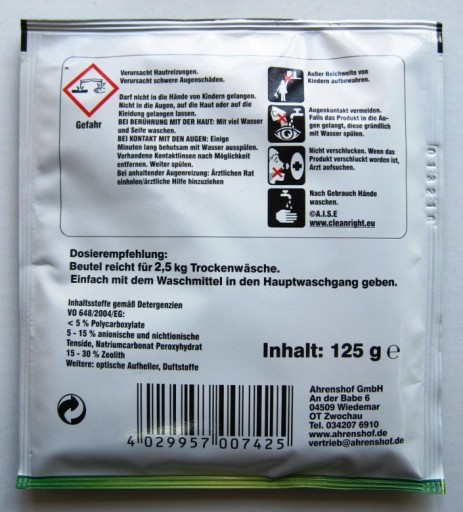 Verursacht Hautreizungen.
Verursacht schwere Augenschäden.
Darf nicht in die Hände von Kindern gelangen.
Nicht in die Augen, auf die Haut oder auf die
Kleidung gelangen lassen.
BEI BERÜHRUNG MIT DER HAUT: Mit viel Wasser
und Seife waschen.
BEI KONTAKT MIT DEN AUGEN: Einige
Minuten lang behutsam mit Wasser ausspülen.
Vorhandene Kontaktlinsen nach Möglichkeit
entfernen. Weiter spülen.
Bei anhaltender Augenreizung: Ärztlichen Rat
einholen/ärztliche Hilfe hinzuziehen
Gefahr
Außer Reichweite von
Kindern aufbewahren.
Augenkontakt vermeiden.
Falls das Produkt in die Au-
gen gelangt, diese gründlich
mit Wasser spülen.
Nicht verschlucken. Wenn das
Produkt verschluckt worden ist,
Arzt aufsuchen.
Nach Gebrauch Hände
waschen.
©A.I.S.E
www.cleanright.eu
Dosierempfehlung:
Beutel reicht für 2,5 kg Trockenwäsche.
Einfach mit dem Waschmittel in den Hauptwaschgang geben.
Inhaltsstoffe gemäß Detergenzien
VO 648/2004/EG:
< 5 % Polycarboxylate
5 - 15 % anionische und nichtionische
Tenside, Natriumcarbonat Peroxyhydrat
15 - 30 % Zeolith
Weitere: optische Aufheller, Duftstoffe
Inhalt: 125 g e
4 029957 007425
Ahrenshof GmbH
An der Babe 6
04509 Wiedemar
OT Zwochau
Tel. 034207 6910
www.ahrenshof.de
vertrieb@ahrenshof.de